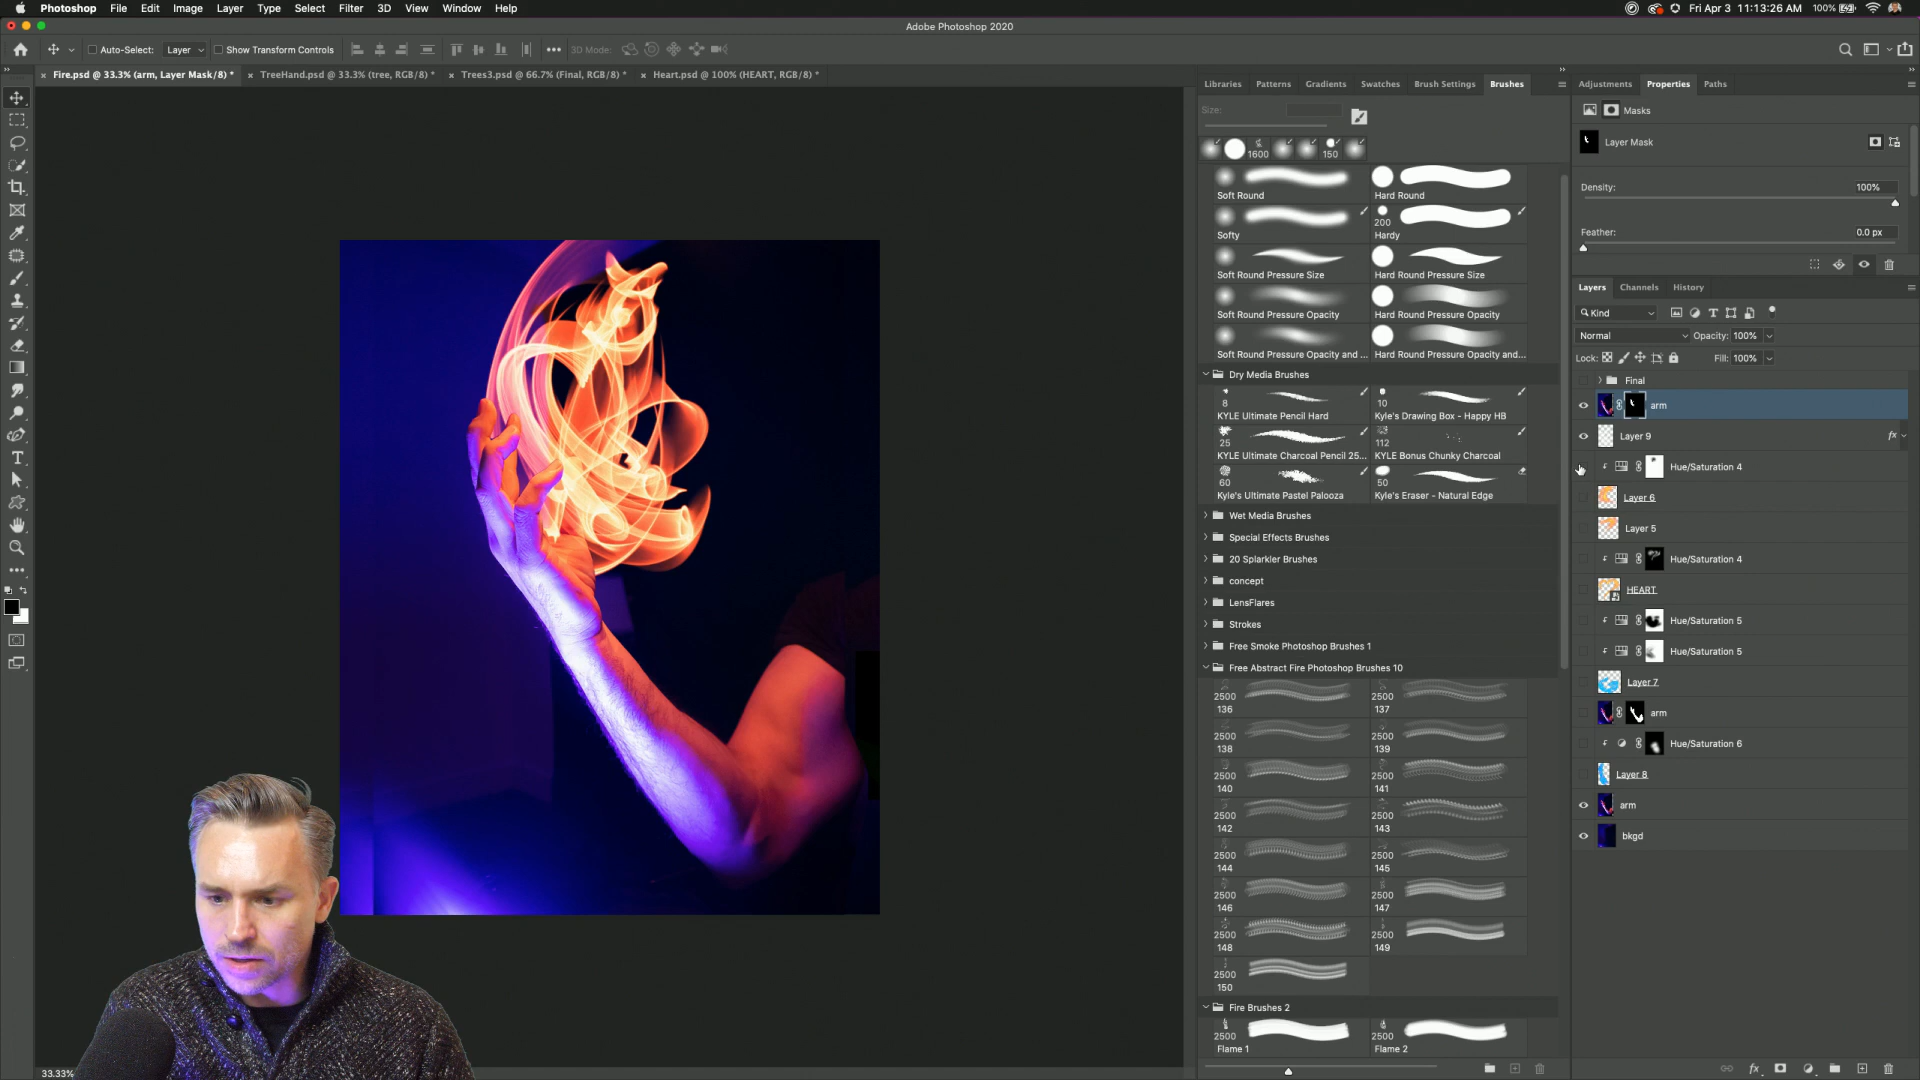 Photoshop File Edit Image Layer Type Select Filter 3D View Window Help
100% Fri Apr 3 11:13:26 AM
Adobe Photoshop 2020
Auto-Select: Layer Show Transform Controls 3D Mode:
Fire.psd @ 33.3% (arm, Layer Mask/8) *
TreeHand.psd @ 33.3% (tree, RGB/8) *
Trees3.psd @ 66.7% (Final, RGB/8) *
Heart.psd @ 100% (HEART, RGB/8) *
Libraries Patterns Gradients Swatches Brush Settings Brushes
Size:
1600 150
Soft Round Hard Round
200
Softy Hardy
Soft Round Pressure Size Hard Round Pressure Size
Soft Round Pressure Opacity Hard Round Pressure Opacity
Soft Round Pressure Opacity and ... Hard Round Pressure Opacity and...
Dry Media Brushes
8 10
KYLE Ultimate Pencil Hard Kyle's Drawing Box - Happy HB
25 112
KYLE Ultimate Charcoal Pencil 25... KYLE Bonus Chunky Charcoal
60 50
Kyle's Ultimate Pastel Palooza Kyle's Eraser - Natural Edge
Wet Media Brushes
Special Effects Brushes
20 Splarkler Brushes
concept
LensFlares
Strokes
Free Smoke Photoshop Brushes 1
Free Abstract Fire Photoshop Brushes 10
2500 2500
136 137
2500 2500
138 139
2500 2500
140 141
2500 2500
142 143
2500 2500
144 145
2500 2500
146 147
2500 2500
148 149
2500
150
Fire Brushes 2
2500 2500
Flame 1 Flame 2
Adjustments Properties Paths
Masks
Layer Mask
Density: 100%
Feather: 0.0 px
Layers Channels History
Kind
Normal Opacity: 100%
Lock: Fill: 100%
Final
arm
Layer 9 fx
Hue/Saturation 4
Layer 6
Layer 5
Hue/Saturation 4
HEART
Hue/Saturation 5
Hue/Saturation 5
Layer 7
arm
Hue/Saturation 6
Layer 8
arm
bkgd
fx
33.33%